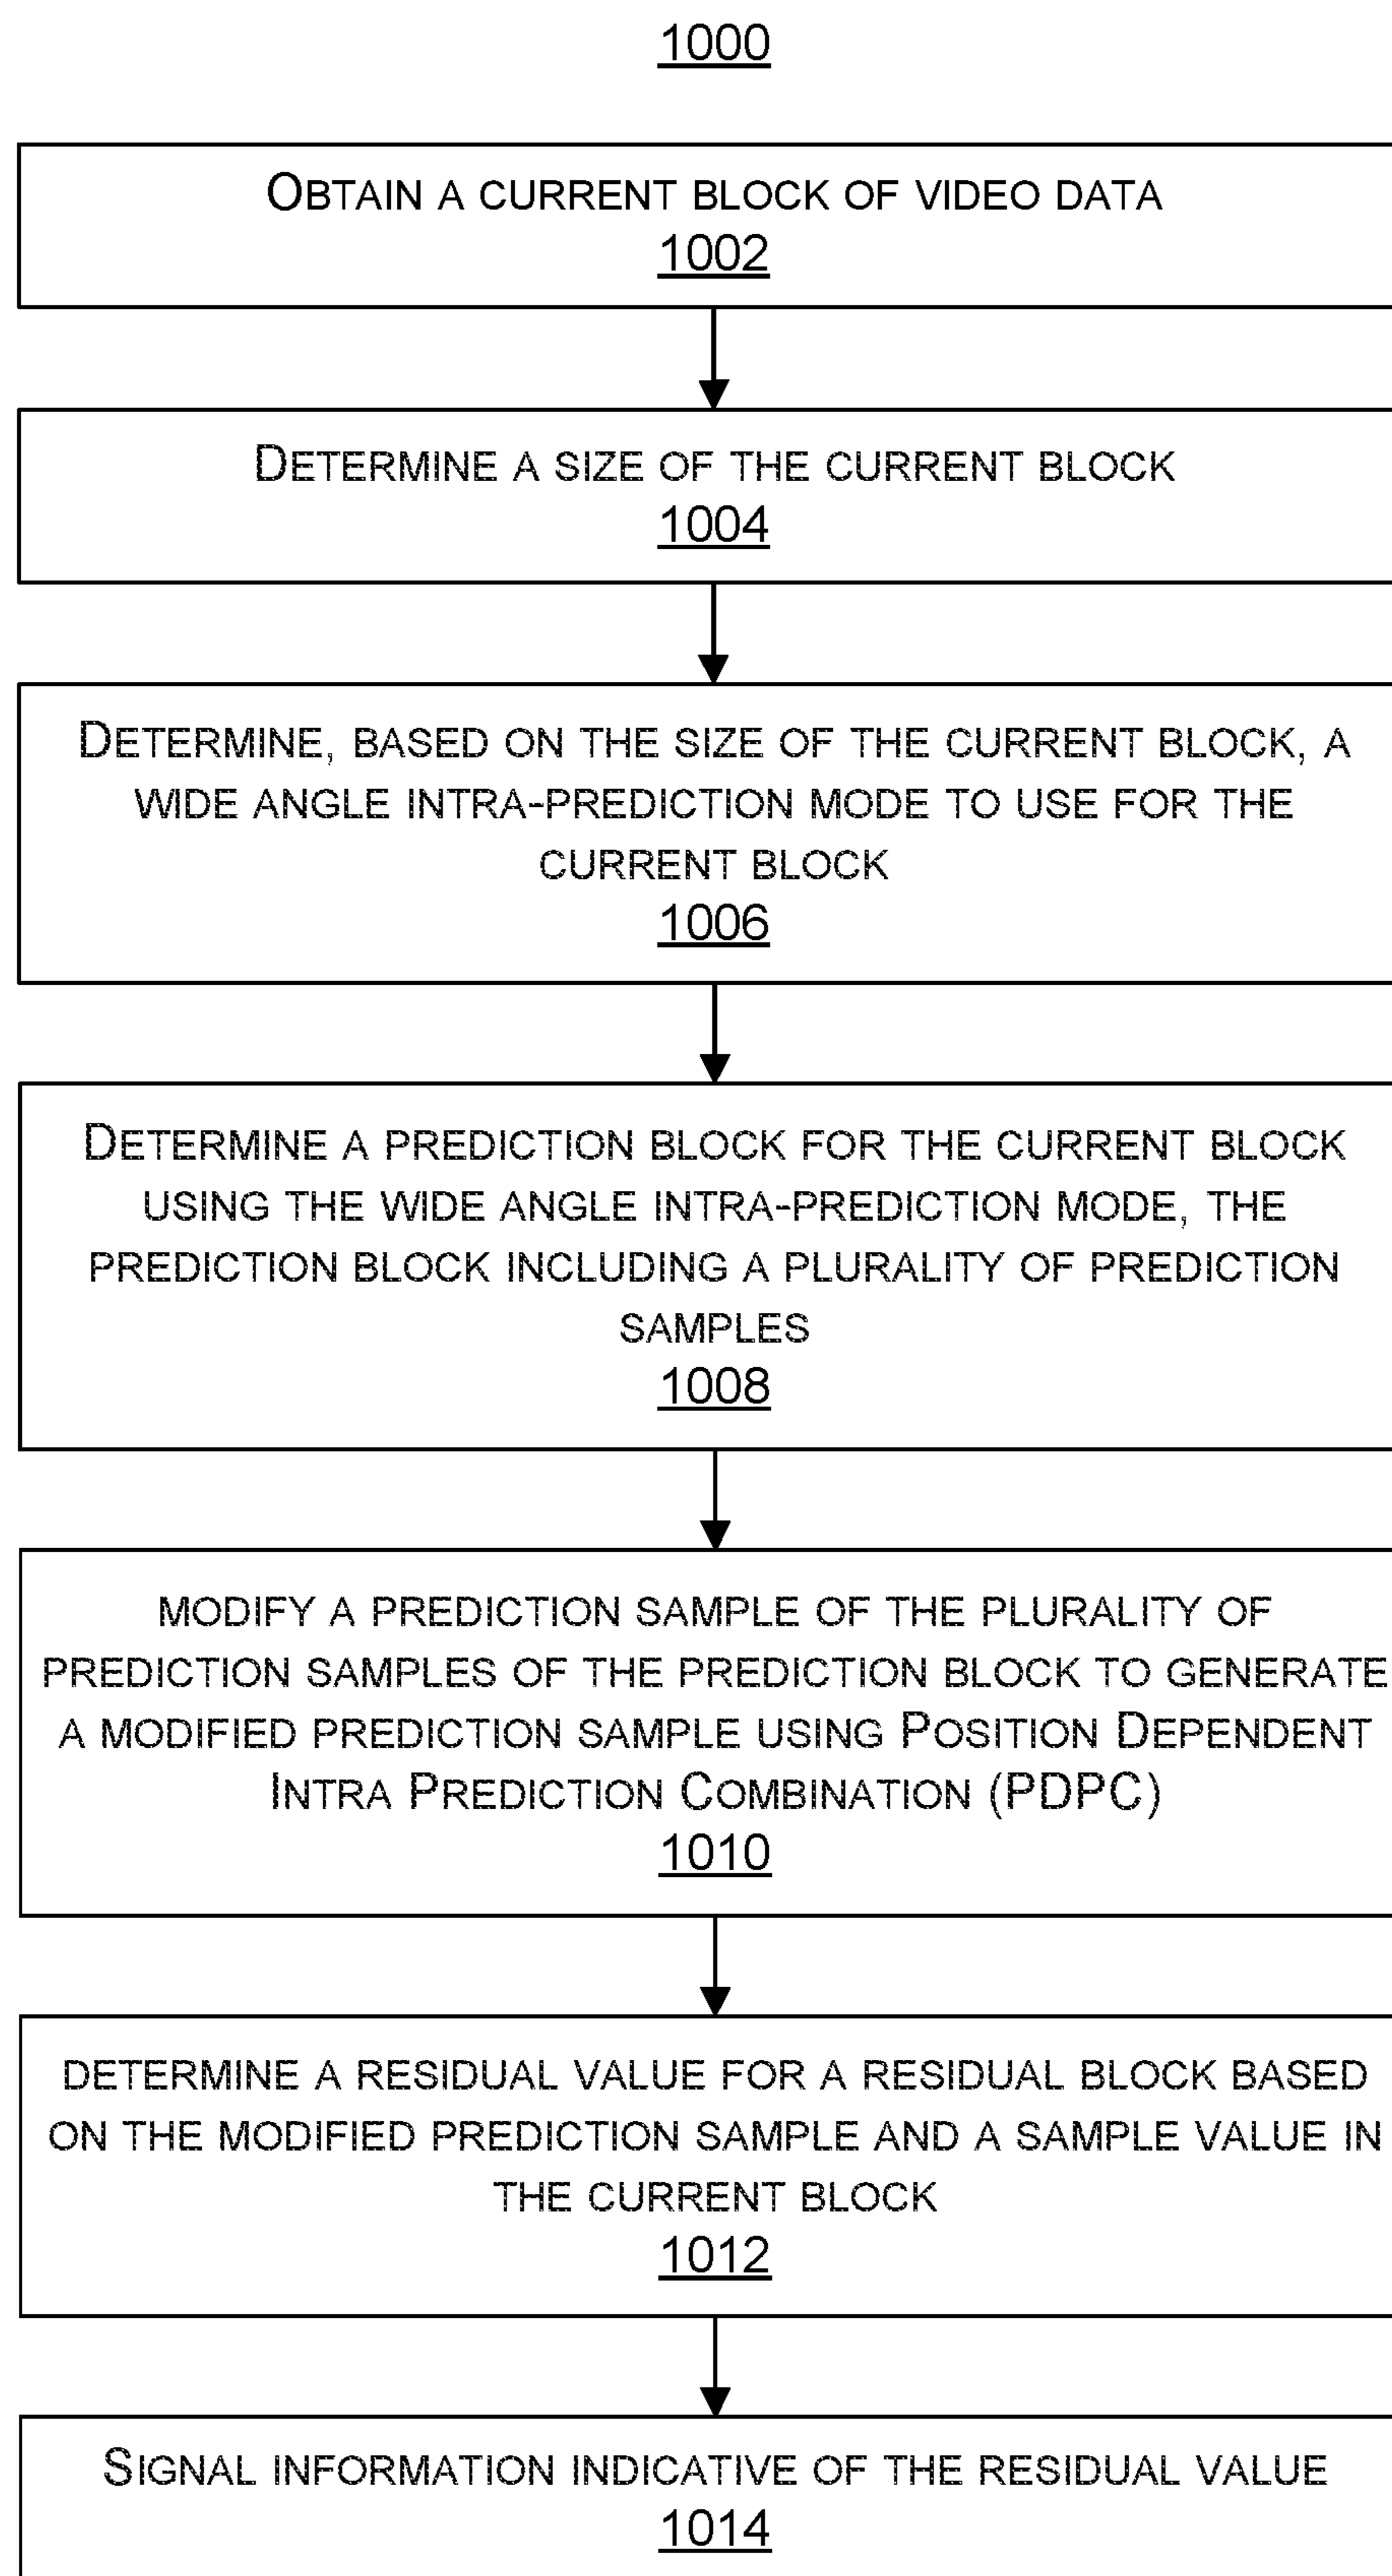 1000
OBTAIN A CURRENT BLOCK OF VIDEO DATA
1002
DETERMINE A SIZE OF THE CURRENT BLOCK
1004
DETERMINE, BASED ON THE SIZE OF THE CURRENT BLOCK, A
WIDE ANGLE INTRA-PREDICTION MODE TO USE FOR THE
CURRENT BLOCK
1006
DETERMINE A PREDICTION BLOCK FOR THE CURRENT BLOCK
USING THE WIDE ANGLE INTRA-PREDICTION MODE, THE
PREDICTION BLOCK INCLUDING A PLURALITY OF PREDICTION
SAMPLES
1008
MODIFY A PREDICTION SAMPLE OF THE PLURALITY OF
PREDICTION SAMPLES OF THE PREDICTION BLOCK TO GENERATE
A MODIFIED PREDICTION SAMPLE USING POSITION DEPENDENT
INTRA PREDICTION COMBINATION (PDPC)
1010
DETERMINE A RESIDUAL VALUE FOR A RESIDUAL BLOCK BASED
ON THE MODIFIED PREDICTION SAMPLE AND A SAMPLE VALUE IN
THE CURRENT BLOCK
1012
SIGNAL INFORMATION INDICATIVE OF THE RESIDUAL VALUE
1014